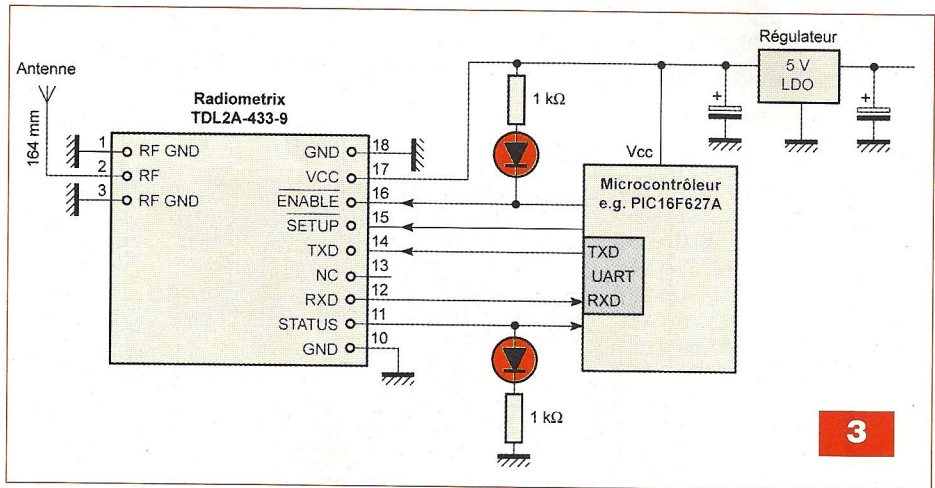 Antenne
164 mm
Radiometrix
TDL2A-433-9
1
RF GND
2
RF
3
RF GND
GND
18
VCC
17
ENABLE
16
SETUP
15
TXD
14
NC
13
RXD
12
STATUS
11
GND
10
1 kΩ
1 kΩ
Vcc
Microcontrôleur
e.g. PIC16F627A
TXD
UART
RXD
+
Régulateur
5 V
LDO
+
3